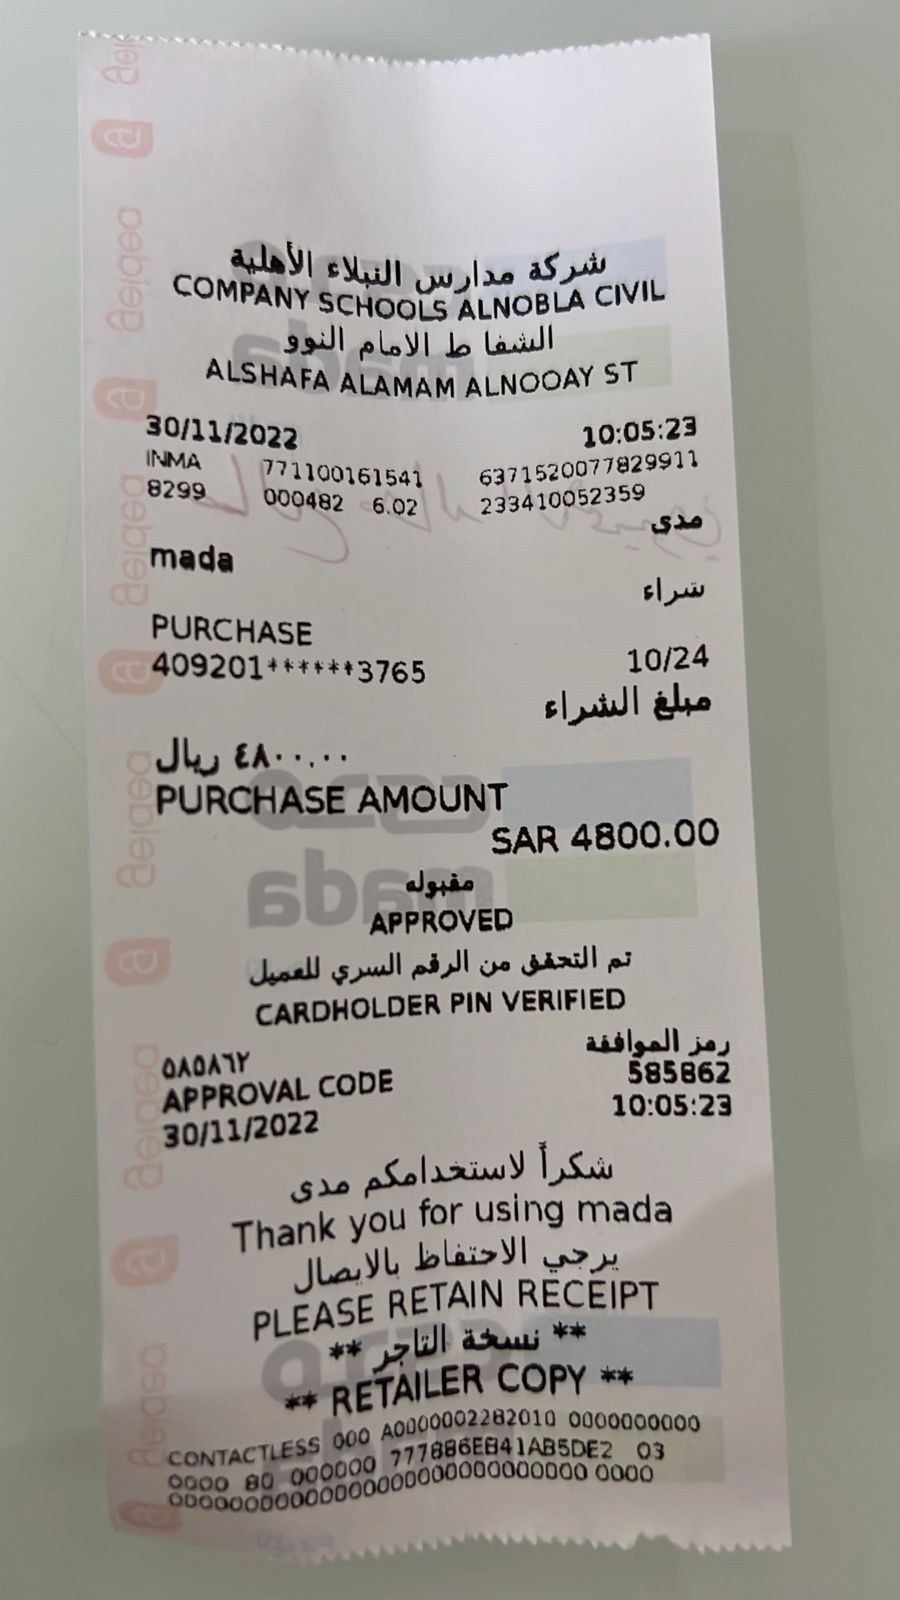 شركة مدارس النبلاء الأهلية
COMPANY SCHOOLS ALNOBLA CIVIL
الشفا ط الامام النوو
ALSHAFA ALAMAM ALNOOAY ST
30/11/2022 10:05:23
INMA 771100161541 6371520077829911
8299 000482 6.02 233410052359
مدى
mada
شراء
PURCHASE
409201******3765 10/24
مبلغ الشراء
٤٨٠٠.٠٠ ريال
PURCHASE AMOUNT
SAR 4800.00
مقبوله
APPROVED
تم التحقق من الرقم السري للعميل
CARDHOLDER PIN VERIFIED
رمز الموافقة
٥٨٥٨٦٢
585862
APPROVAL CODE
30/11/2022 10:05:23
شكراً لاستخدامكم مدى
Thank you for using mada
يرجي الاحتفاظ بالايصال
PLEASE RETAIN RECEIPT
** نسخة التاجر **
** RETAILER COPY **
CONTACTLESS 000 A0000002282010 0000000000
0000 80 000000 777886EB41AB5DE2 03